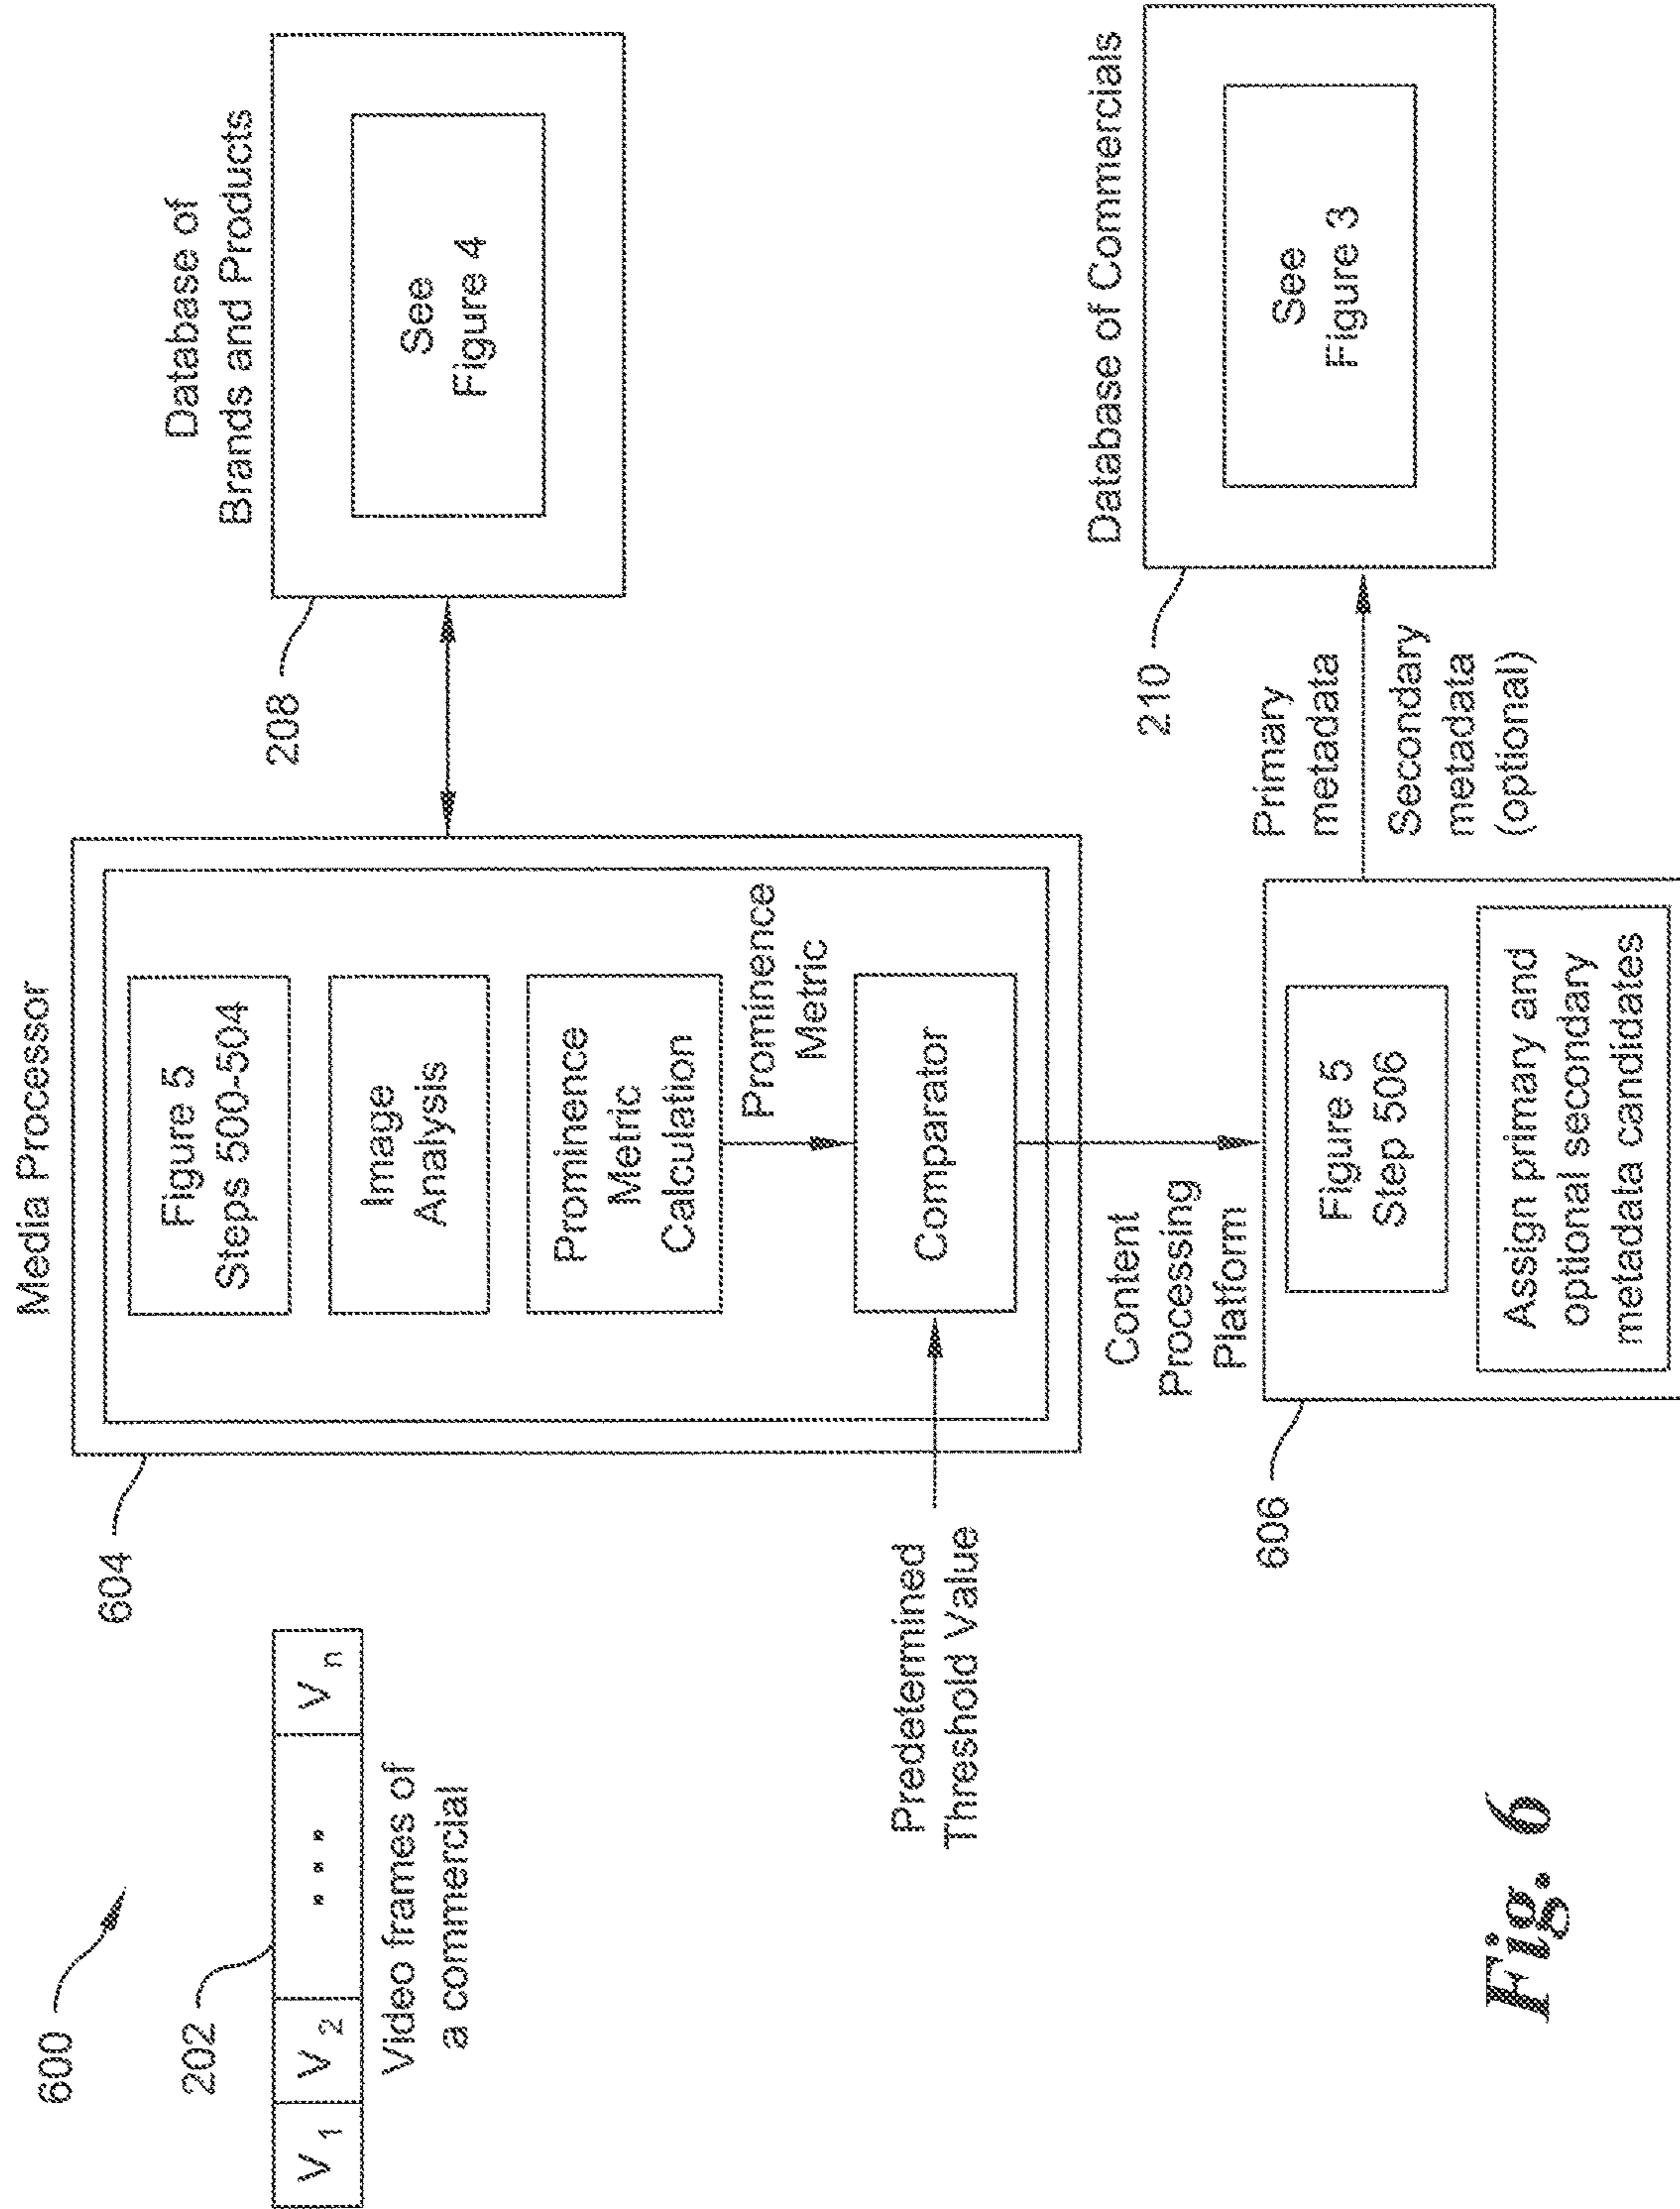 600
202
V 1
V 2
...
V n
Video frames of
a commercial
Media Processor
604
Figure 5
Steps 500-504
Image
Analysis
Prominence
Metric
Calculation
Prominence
Metric
Comparator
Predetermined
Threshold Value
Database of
Brands and Products
208
See
Figure 4
Content
Processing
Platform
606
Figure 5
Step 506
Assign primary and
optional secondary
metadata candidates
Primary
metadata
Secondary
metadata
(optional)
Database of Commercials
210
See
Figure 3
Fig. 6